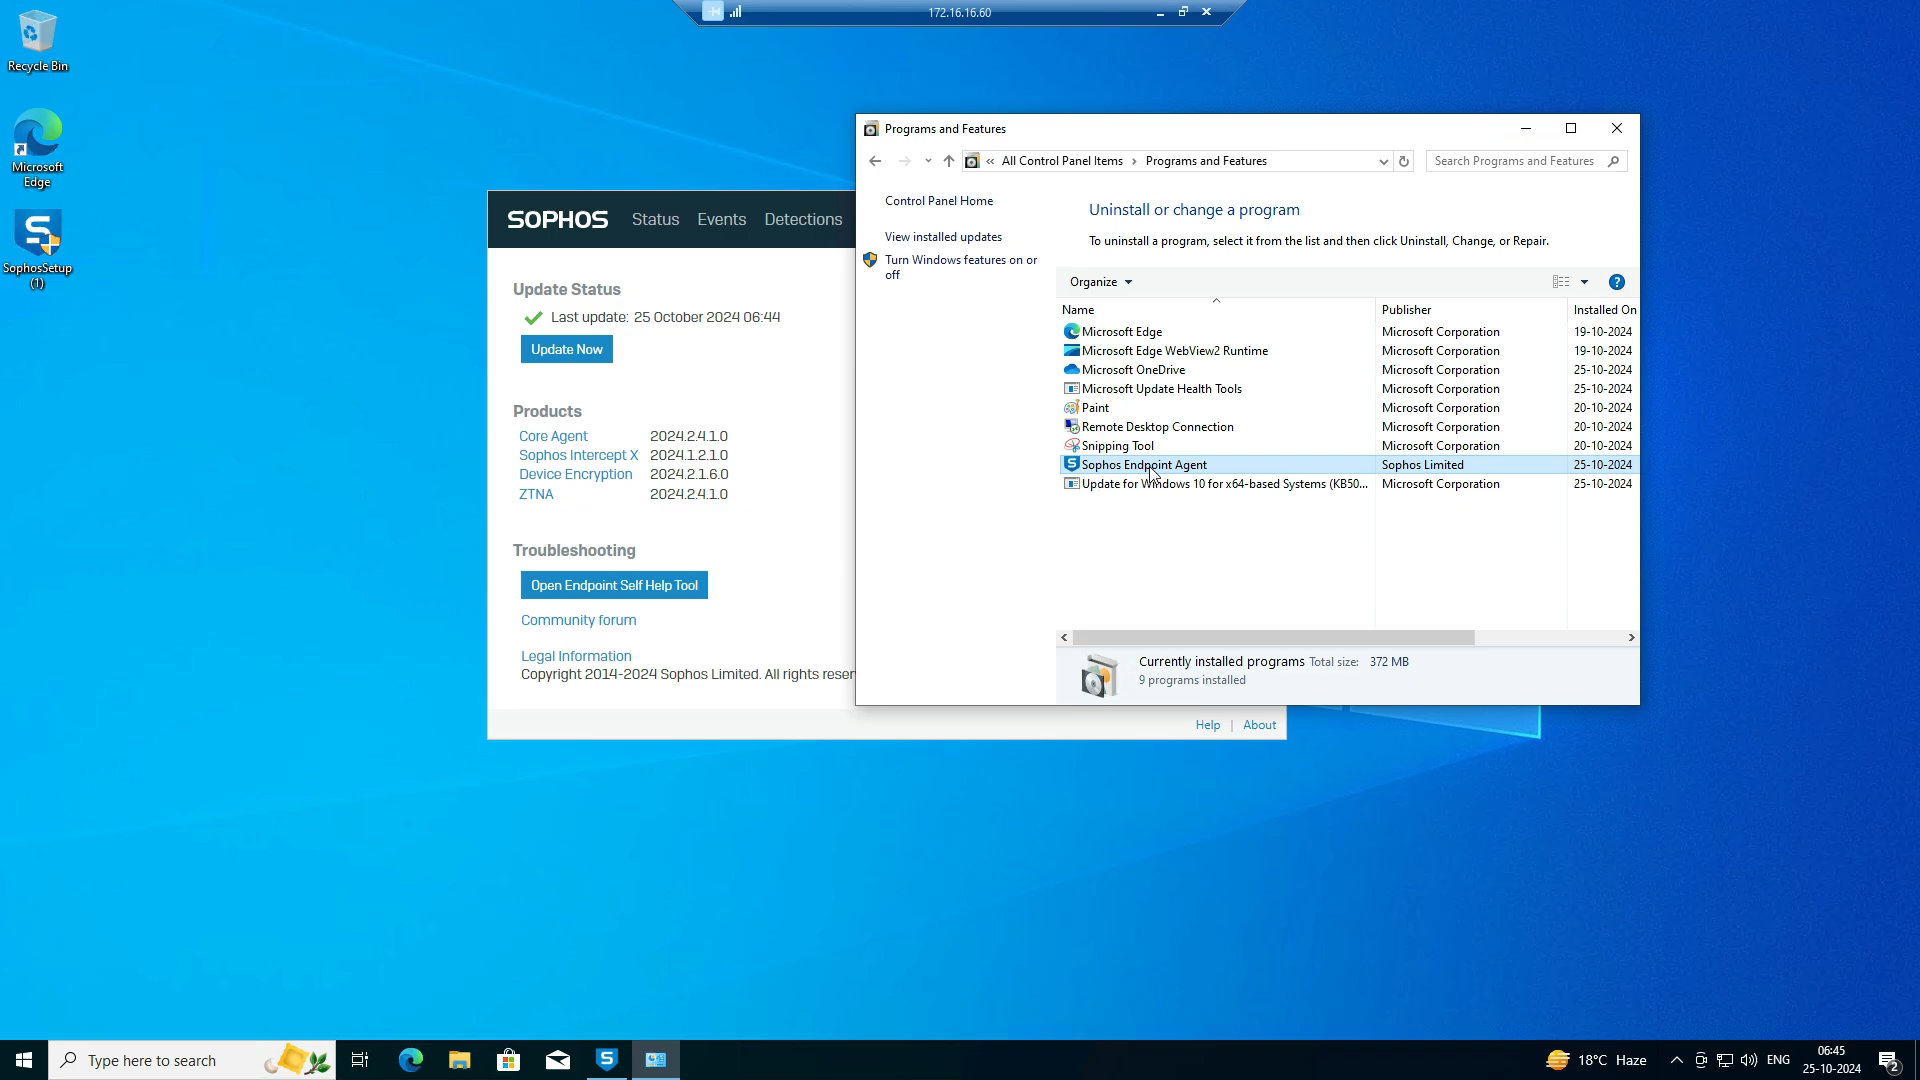 172.16.16.60
Recycle Bin
Microsoft
Edge
SophosSetup
(1)
SOPHOS Status Events Detections
Update Status
Last update: 25 October 2024 06:44
Update Now
Products
Core Agent 2024.2.4.1.0
Sophos Intercept X 2024.1.2.1.0
Device Encryption 2024.2.1.6.0
ZTNA 2024.2.4.1.0
Troubleshooting
Open Endpoint Self Help Tool
Community forum
Legal Information
Copyright 2014-2024 Sophos Limited. All rights reser
Help | About
Programs and Features
« All Control Panel Items › Programs and Features
Search Programs and Features
Control Panel Home
View installed updates
Turn Windows features on or
off
Uninstall or change a program
To uninstall a program, select it from the list and then click Uninstall, Change, or Repair.
Organize
Name Publisher Installed On
Microsoft Edge Microsoft Corporation 19-10-2024
Microsoft Edge WebView2 Runtime Microsoft Corporation 19-10-2024
Microsoft OneDrive Microsoft Corporation 25-10-2024
Microsoft Update Health Tools Microsoft Corporation 25-10-2024
Paint Microsoft Corporation 20-10-2024
Remote Desktop Connection Microsoft Corporation 20-10-2024
Snipping Tool Microsoft Corporation 20-10-2024
Sophos Endpoint Agent Sophos Limited 25-10-2024
Update for Windows 10 for x64-based Systems (KB50... Microsoft Corporation 25-10-2024
Currently installed programs Total size: 372 MB
9 programs installed
Type here to search
18°C Haze
ENG
06:45
25-10-2024
2